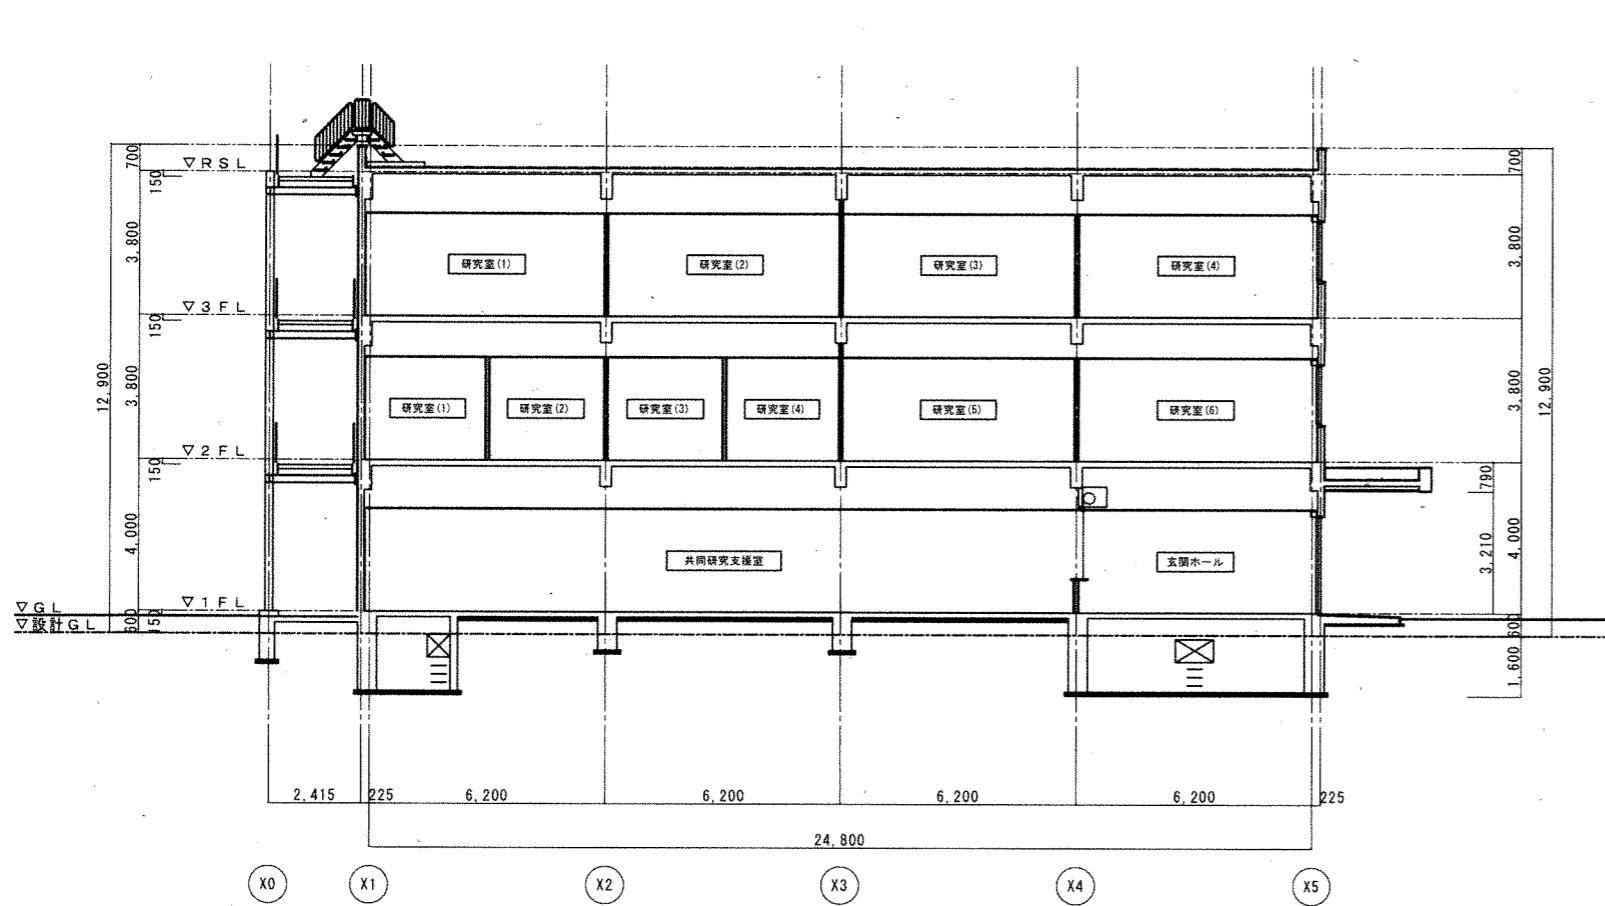 700
▽RSL
150
700
3,800
研究室(1)
研究室(2)
研究室(3)
研究室(4)
3,800
▽3FL
150
12,900
3,800
研究室(1)
研究室(2)
研究室(3)
研究室(4)
研究室(5)
研究室(6)
3,800
12,900
▽2FL
150
790
4,000
共同研究支援室
玄関ホール
3,210
4,000
▽1FL
▽GL
▽設計GL
600
150
600
1,600
2,415
225
6,200
6,200
6,200
6,200
225
24,800
X0
X1
X2
X3
X4
X5